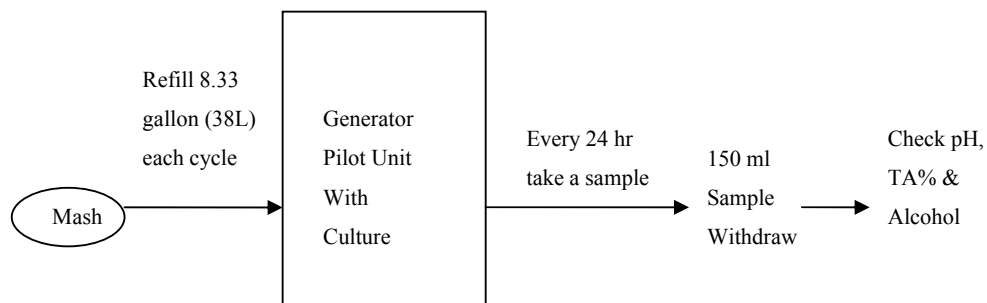 Mash
Refill 8.33
gallon (38L)
each cycle
Generator
Pilot Unit
With
Culture
Every 24 hr
take a sample
150 ml
Sample
Withdraw
Check pH,
TA% &
Alcohol